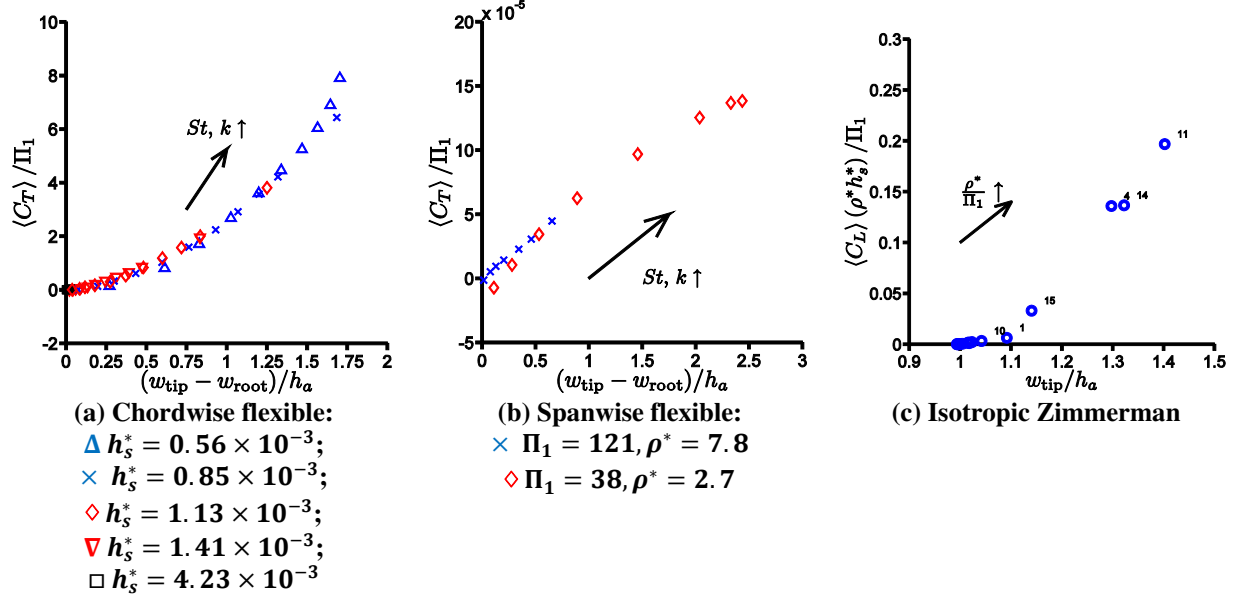 10
8
6
4
2
0
-2
⟨C_T⟩/Π₁
St, k ↑
0 0.25 0.5 0.75 1 1.25 1.5 1.75 2
(w_tip − w_root)/h_a
(a) Chordwise flexible:
Δ h_s^* = 0.56 × 10^{-3};
× h_s^* = 0.85 × 10^{-3};
◇ h_s^* = 1.13 × 10^{-3};
∇ h_s^* = 1.41 × 10^{-3};
□ h_s^* = 4.23 × 10^{-3}
x 10^{-5}
20
15
10
5
0
-5
⟨C_T⟩/Π₁
St, k ↑
0 0.5 1 1.5 2 2.5 3
(w_tip − w_root)/h_a
(b) Spanwise flexible:
× Π₁ = 121, ρ^* = 7.8
◇ Π₁ = 38, ρ^* = 2.7
0.3
0.25
0.2
0.15
0.1
0.05
0
⟨C_L⟩(ρ^*h_s^*)/Π₁
ρ^*/Π₁ ↑
11
4 14
15
10 1
0.9 1 1.1 1.2 1.3 1.4 1.5
w_tip/h_a
(c) Isotropic Zimmerman